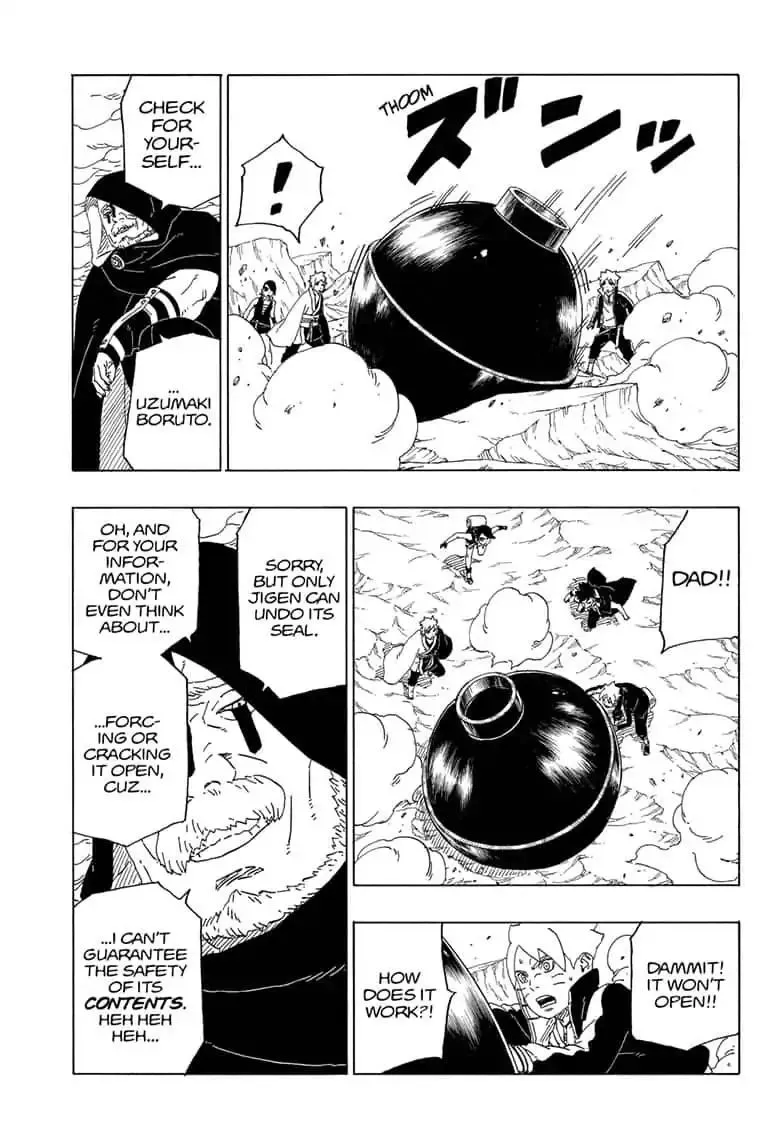 THOOM
ズンッ
!
CHECK
FOR
YOUR-
SELF...
...
UZUMAKI
BORUTO.
DAD!!
SORRY,
BUT ONLY
JIGEN CAN
UNDO ITS
SEAL.
OH, AND
FOR YOUR
INFOR-
MATION,
DON'T
EVEN THINK
ABOUT...
...FORC-
ING OR
CRACKING
IT OPEN,
CUZ...
...I CAN'T
GUARANTEE
THE SAFETY
OF ITS
CONTENTS.
HEH HEH
HEH...
DAMMIT!
IT WON'T
OPEN!!
HOW
DOES IT
WORK?!